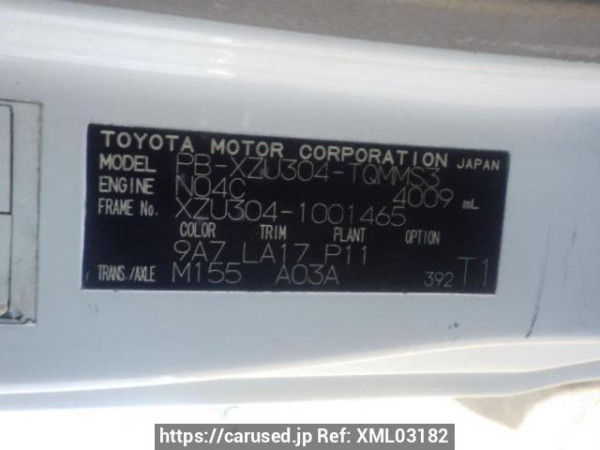 TOYOTA MOTOR CORPORATION JAPAN
MODEL PB-XZU304-TQMMS3
ENGINE N04C 4009 mL
FRAME No. XZU304-1001465
COLOR TRIM PLANT OPTION
9A7 LA17 P11
TRANS./AXLE M155 A03A 392 T1
https://carused.jp Ref: XML03182